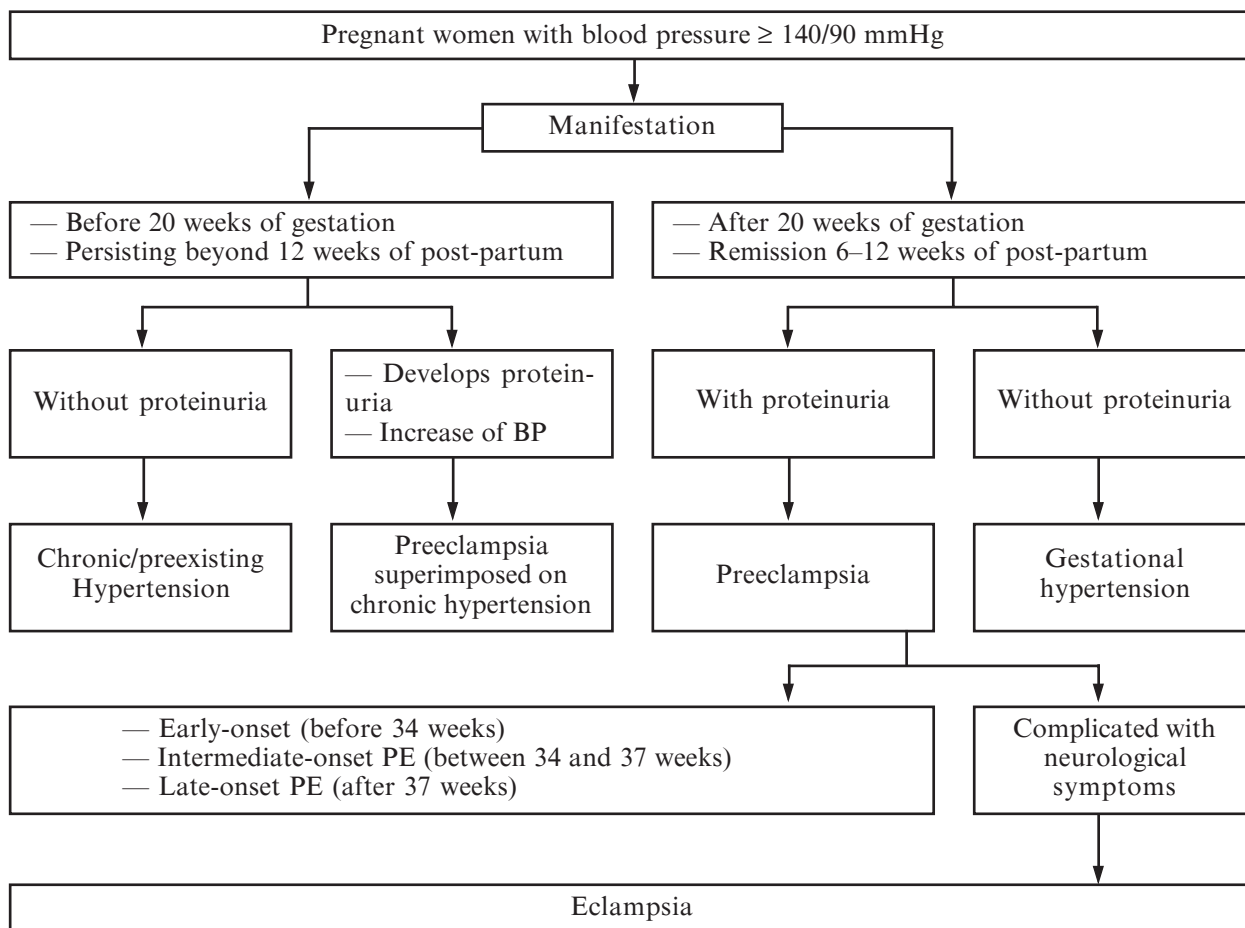 Pregnant women with blood pressure ≥ 140/90 mmHg
Manifestation
— Before 20 weeks of gestation
— Persisting beyond 12 weeks of post-partum
— After 20 weeks of gestation
— Remission 6–12 weeks of post-partum
Without proteinuria
— Develops protein-
uria
— Increase of BP
With proteinuria
Without proteinuria
Chronic/preexisting
Hypertension
Preeclampsia
superimposed on
chronic hypertension
Preeclampsia
Gestational
hypertension
— Early-onset (before 34 weeks)
— Intermediate-onset PE (between 34 and 37 weeks)
— Late-onset PE (after 37 weeks)
Complicated with
neurological
symptoms
Eclampsia